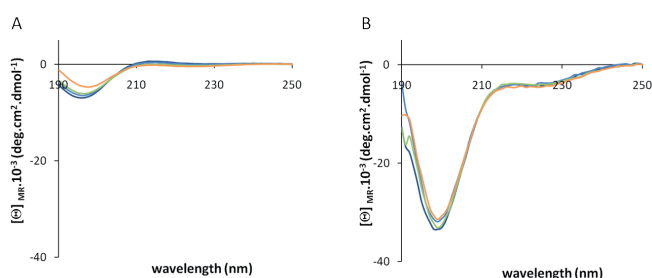 A
0
190
210
230
250
-20
-40
[Θ] MR.10-3 (deg.cm2.dmol-1)
wavelength (nm)
B
0
190
210
230
250
-20
-40
[Θ] MR.10-3 (deg.cm2.dmol-1)
wavelength (nm)